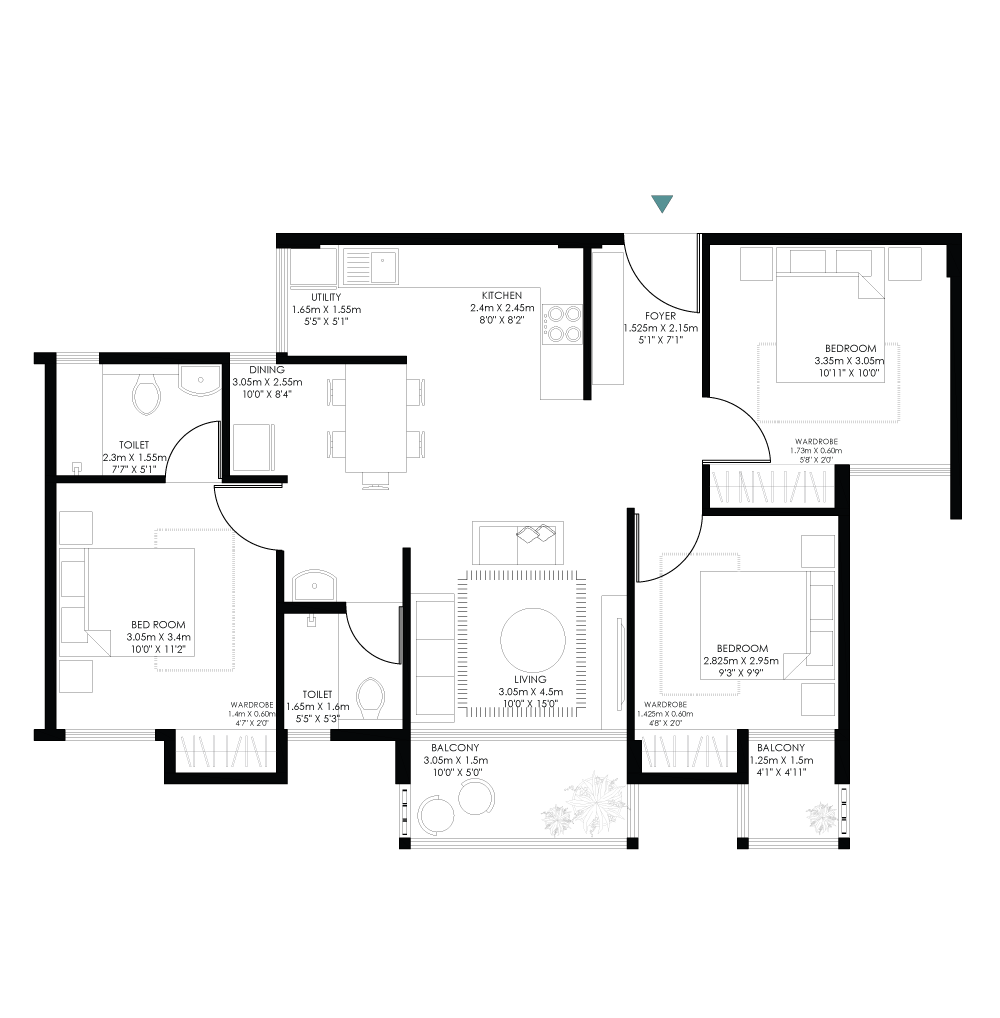 UTILITY
1.65m X 1.55m
5'5" X 5'1"
KITCHEN
2.4m X 2.45m
8'0" X 8'2"
FOYER
1.525m X 2.15m
5'1" X 7'1"
BEDROOM
3.35m X 3.05m
10'11" X 10'0"
DINING
3.05m X 2.55m
10'0" X 8'4"
TOILET
2.3m X 1.55m
7'7" X 5'1"
WARDROBE
1.73m X 0.60m
5'8" X 2'0"
BED ROOM
3.05m X 3.4m
10'0" X 11'2"
BEDROOM
2.825m X 2.95m
9'3" X 9'9"
LIVING
3.05m X 4.5m
10'0" X 15'0"
TOILET
1.65m X 1.6m
5'5" X 5'3"
WARDROBE
1.4m X 0.60m
4'7" X 2'0"
WARDROBE
1.425m X 0.60m
4'8" X 2'0"
BALCONY
3.05m X 1.5m
10'0" X 5'0"
BALCONY
1.25m X 1.5m
4'1" X 4'11"